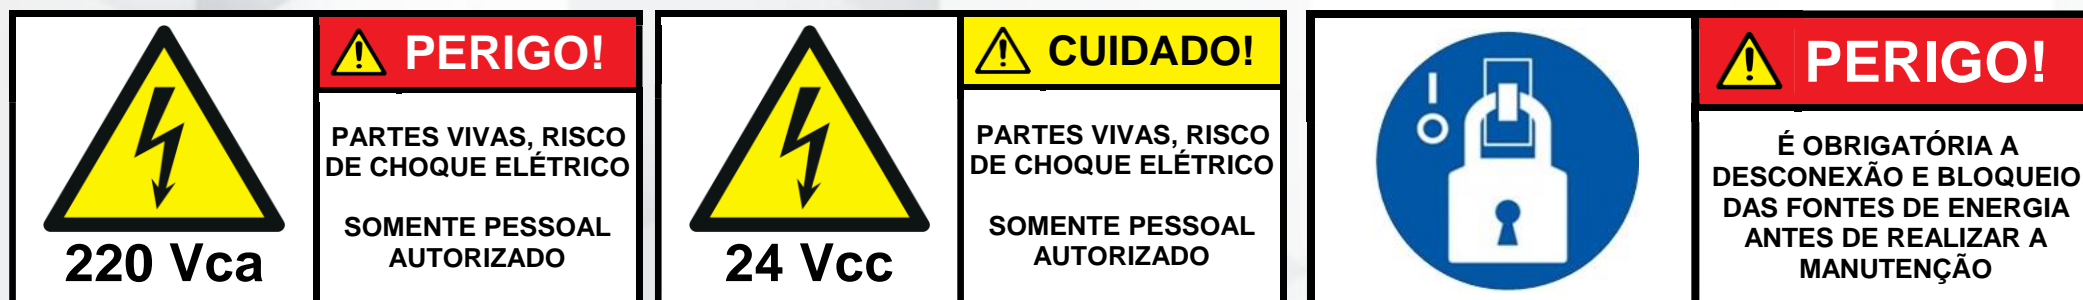 220 Vca
PERIGO!
PARTES VIVAS, RISCO
DE CHOQUE ELÉTRICO
SOMENTE PESSOAL
AUTORIZADO
24 Vcc
CUIDADO!
PARTES VIVAS, RISCO
DE CHOQUE ELÉTRICO
SOMENTE PESSOAL
AUTORIZADO
PERIGO!
É OBRIGATÓRIA A
DESCONEXÃO E BLOQUEIO
DAS FONTES DE ENERGIA
ANTES DE REALIZAR A
MANUTENÇÃO